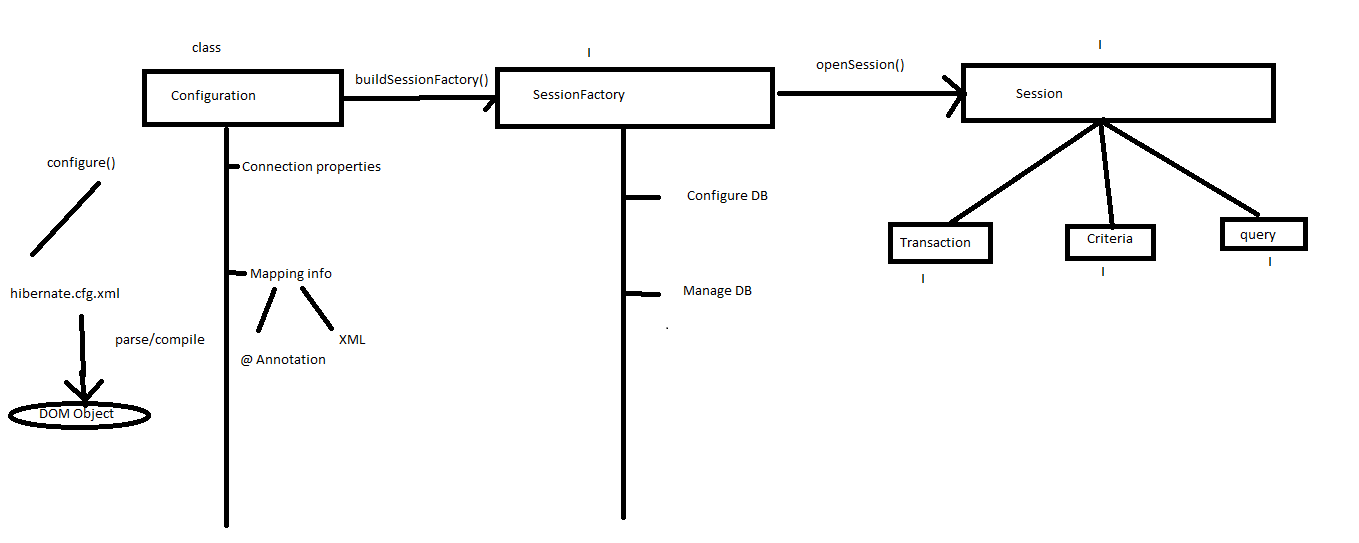 class
I
I
Configuration
buildSessionFactory()
SessionFactory
openSession()
Session
configure()
Connection properties
Configure DB
Transaction
Criteria
query
I
I
I
hibernate.cfg.xml
Mapping info
Manage DB
parse/compile
@ Annotation
XML
DOM Object